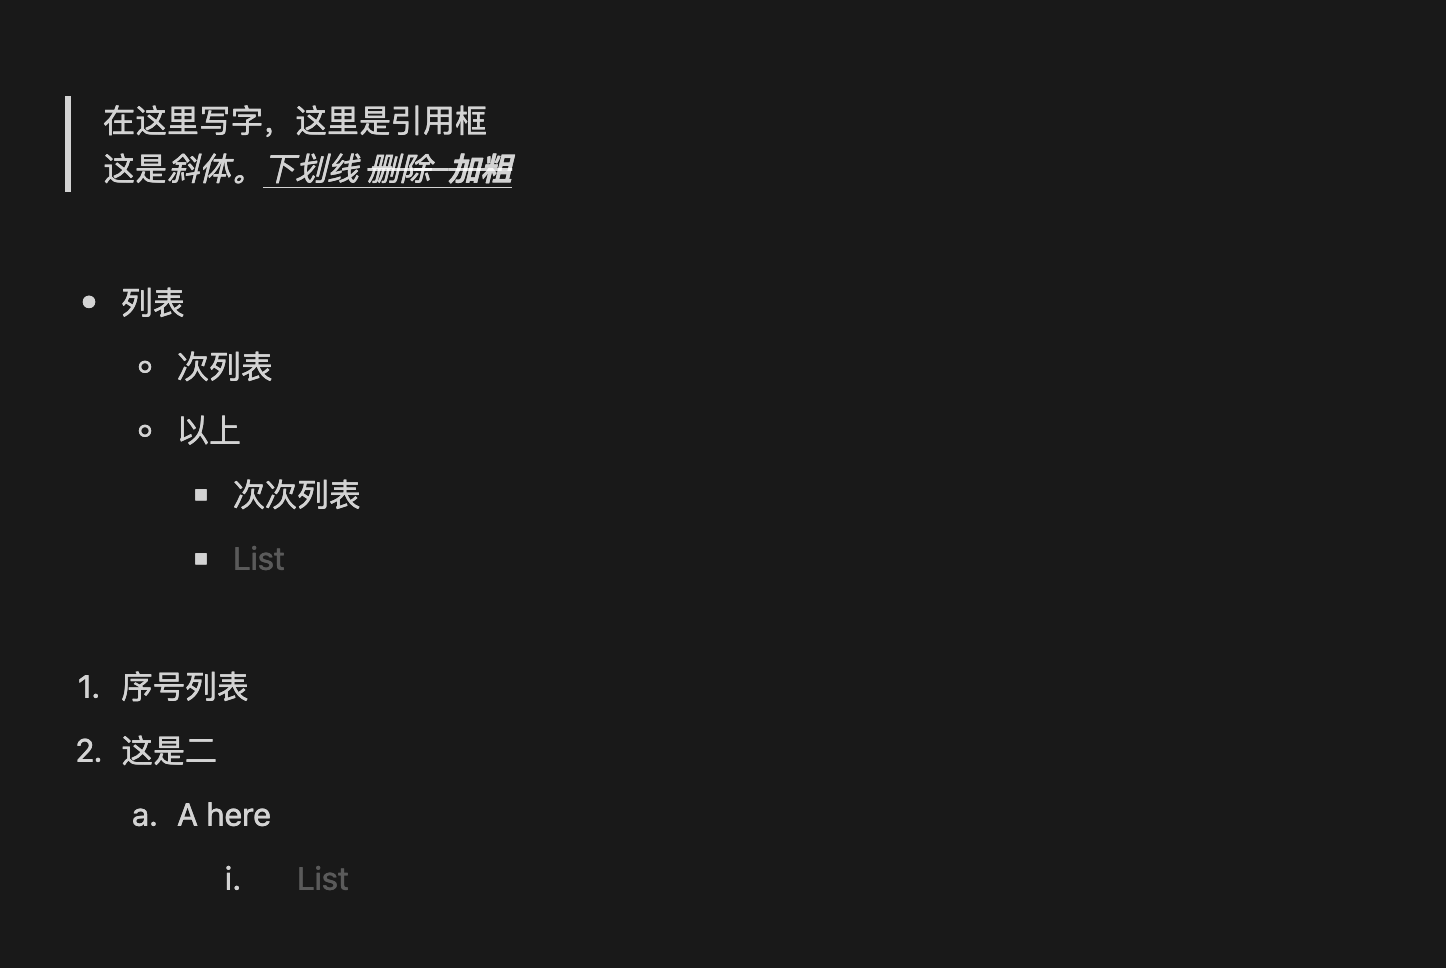 在这里写字，这里是引用框
这是斜体。下划线 删除 加粗
• 列表
◦ 次列表
◦ 以上
▪ 次次列表
▪ List
1. 序号列表
2. 这是二
a. A here
i. List